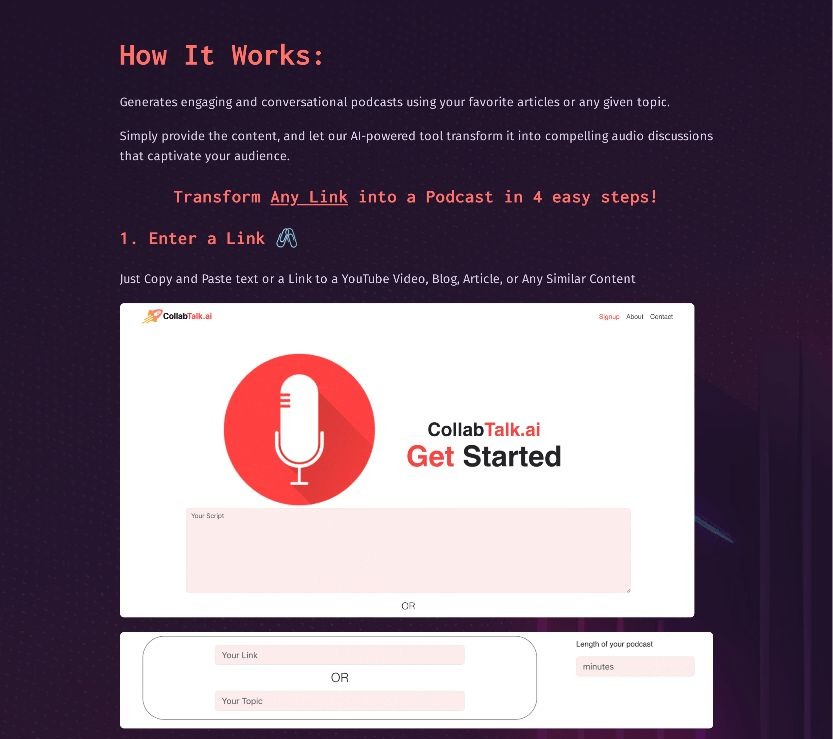 How It Works:
Generates engaging and conversational podcasts using your favorite articles or any given topic.
Simply provide the content, and let our AI-powered tool transform it into compelling audio discussions
that captivate your audience.
Transform Any Link into a Podcast in 4 easy steps!
1. Enter a Link 🖇️
Just Copy and Paste text or a Link to a YouTube Video, Blog, Article, or Any Similar Content
CollabTalk.ai
Signup About Contact
CollabTalk.ai
Get Started
Your Script
OR
Your Link
OR
Your Topic
Length of your podcast
minutes